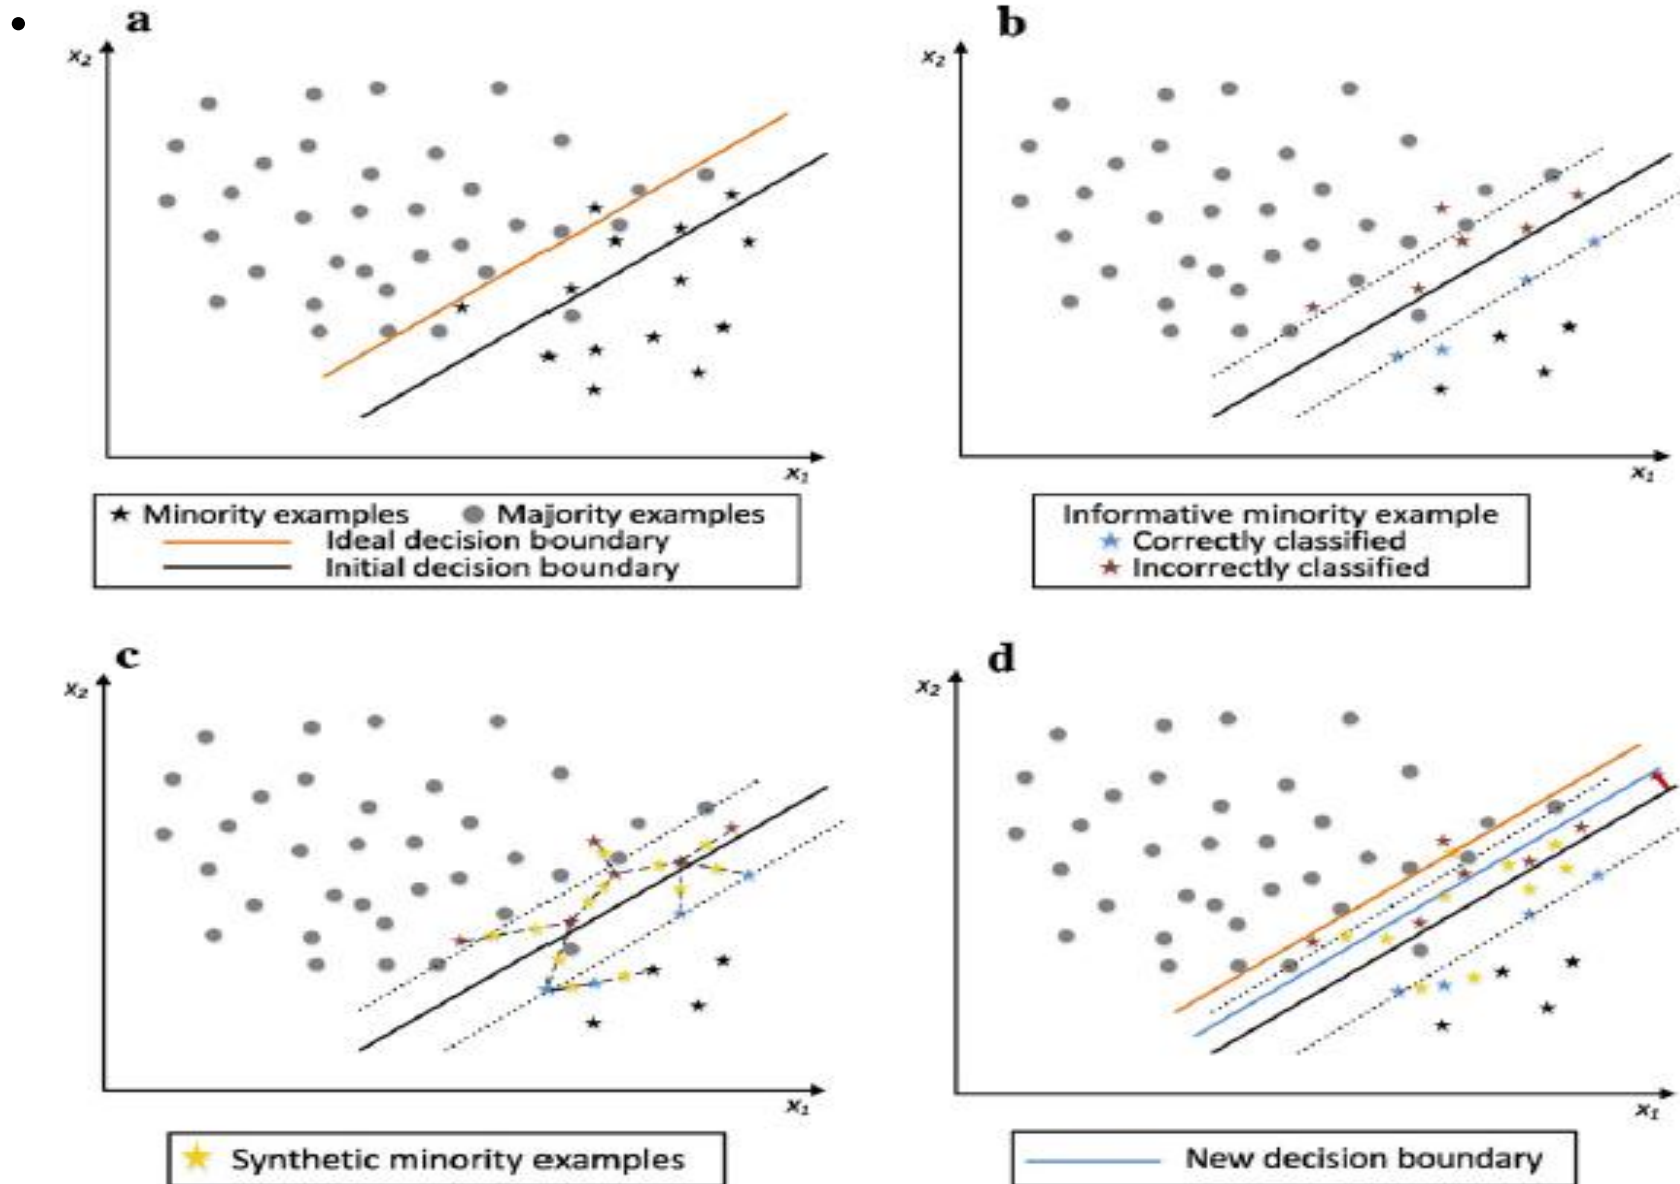 a
x₂
x₁
Minority examples Majority examples
Ideal decision boundary
Initial decision boundary
b
x₂
x₁
Informative minority example
Correctly classified
Incorrectly classified
c
x₂
x₁
Synthetic minority examples
d
x₂
x₁
New decision boundary